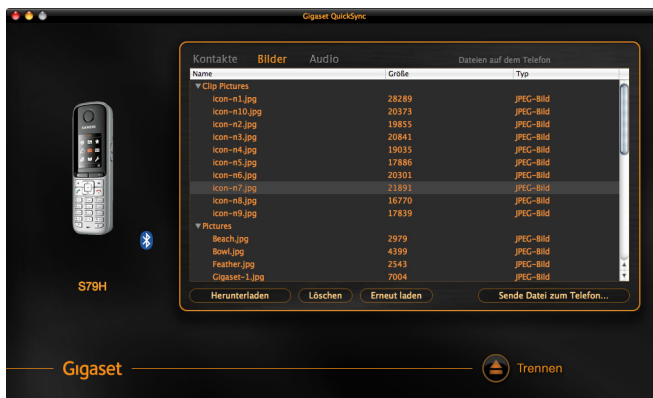 Gigaset QuickSync
Kontakte Bilder Audio Dateien auf dem Telefon
Name Größe Typ
Clip Pictures
icon-n1.jpg 28289 JPEG-Bild
icon-n10.jpg 20373 JPEG-Bild
icon-n2.jpg 19855 JPEG-Bild
icon-n3.jpg 20841 JPEG-Bild
icon-n4.jpg 19035 JPEG-Bild
icon-n5.jpg 17886 JPEG-Bild
icon-n6.jpg 20301 JPEG-Bild
icon-n7.jpg 21891 JPEG-Bild
icon-n8.jpg 16770 JPEG-Bild
icon-n9.jpg 17839 JPEG-Bild
Pictures
Beach.jpg 2979 JPEG-Bild
Bowl.jpg 4399 JPEG-Bild
Feather.jpg 2543 JPEG-Bild
Gigaset-1.jpg 7004 JPEG-Bild
SIEMENS
S79H
Herunterladen Löschen Erneut laden Sende Datei zum Telefon...
Gigaset Trennen